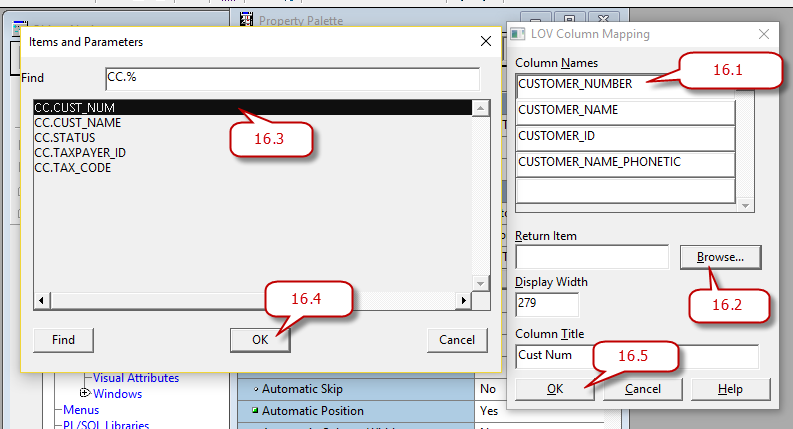 Property Palette
Items and Parameters
Find
CC.%
CC.CUST_NUM
CC.CUST_NAME
CC.STATUS
CC.TAXPAYER_ID
CC.TAX_CODE
16.3
16.4
Find
OK
Cancel
LOV Column Mapping
Column Names
16.1
CUSTOMER_NUMBER
CUSTOMER_NAME
CUSTOMER_ID
CUSTOMER_NAME_PHONETIC
Return Item
Browse...
16.2
Display Width
279
Column Title
Cust Num
16.5
OK
Cancel
Help
Visual Attributes
Windows
Menus
PL/SQL Libraries
Automatic Skip
No
Automatic Position
Yes